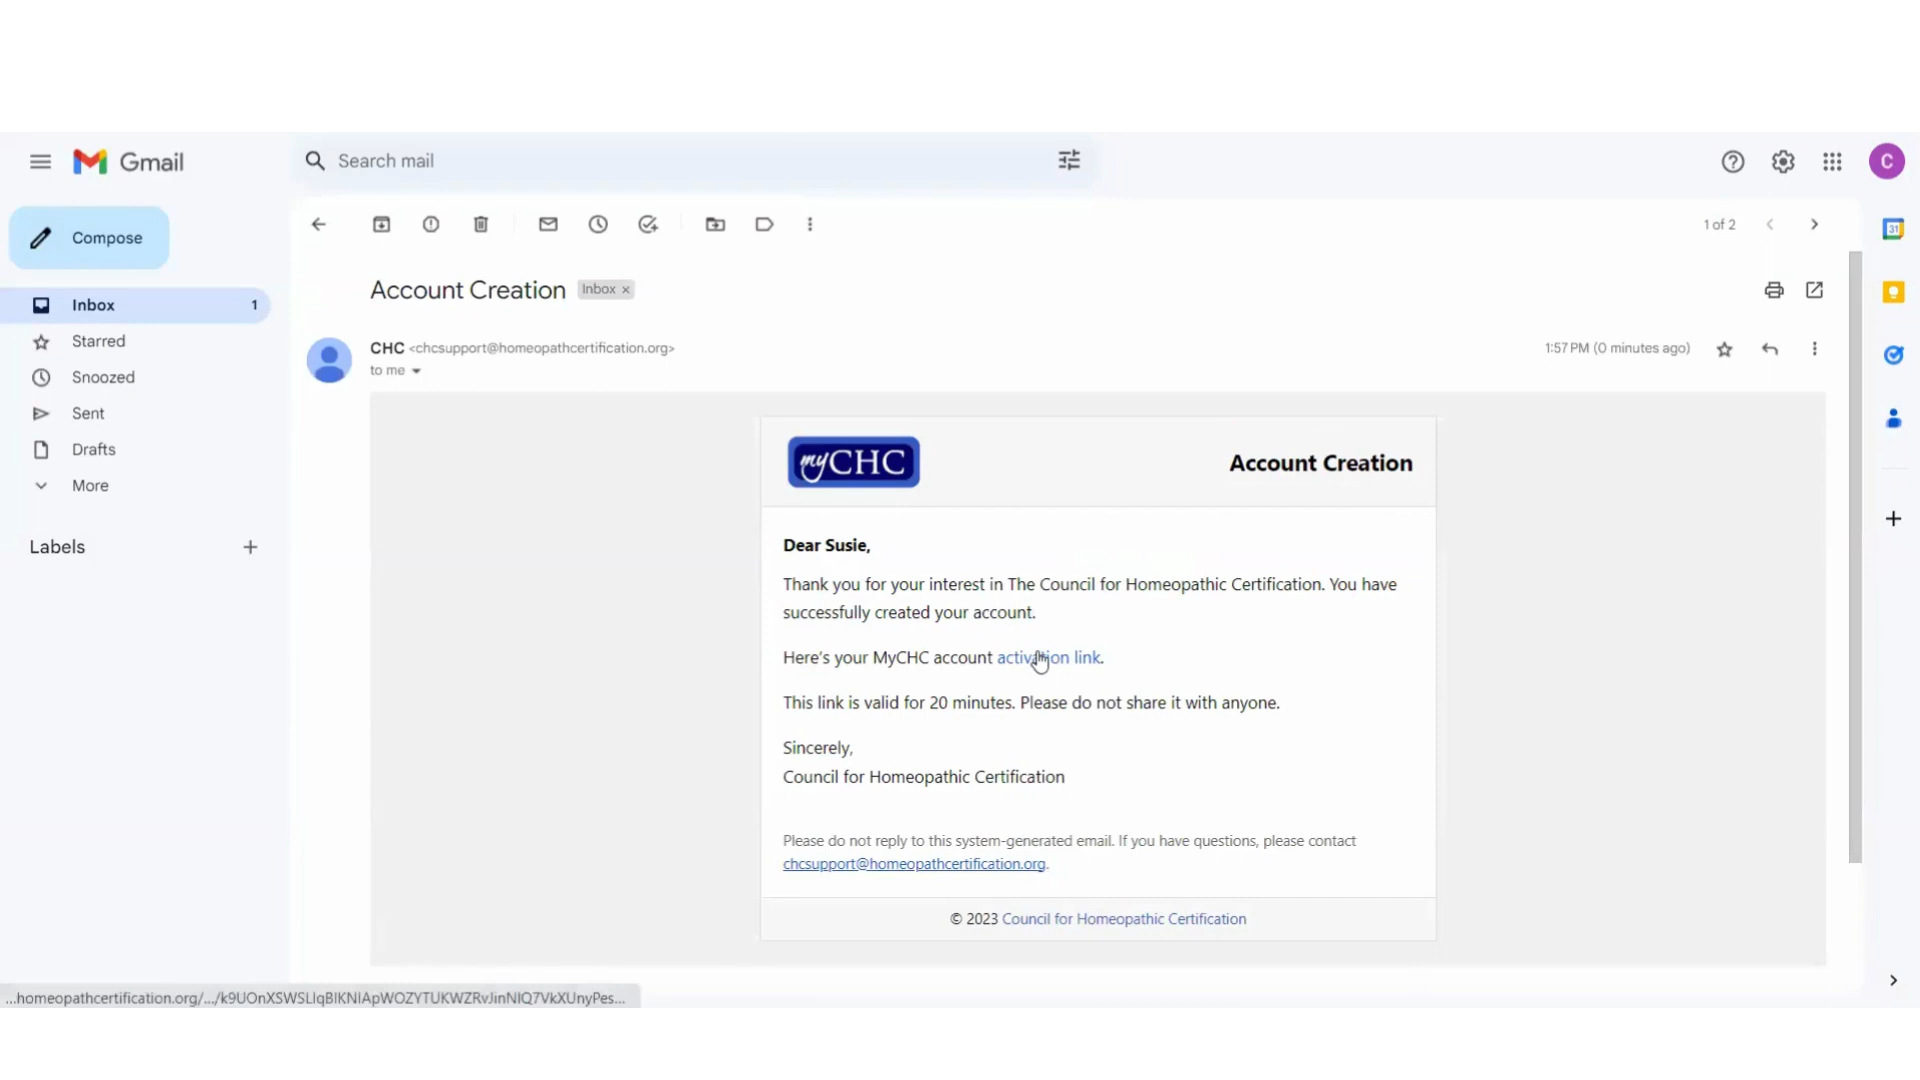 Gmail
Search mail
C
Compose
1 of 2
31
Account Creation
Inbox ×
Inbox 1
Starred
Snoozed
Sent
Drafts
More
Labels
CHC <chcsupport@homeopathcertification.org>
1:57 PM (0 minutes ago)
to me
myCHC
Account Creation
Dear Susie,
Thank you for your interest in The Council for Homeopathic Certification. You have
successfully created your account.
Here's your MyCHC account activation link.
This link is valid for 20 minutes. Please do not share it with anyone.
Sincerely,
Council for Homeopathic Certification
Please do not reply to this system-generated email. If you have questions, please contact
chcsupport@homeopathcertification.org.
© 2023 Council for Homeopathic Certification
...homeopathcertification.org/.../k9UOnXSWSLIqBIKNIApWOZYTUKWZRvJinNIQ7VkXUnyPes...